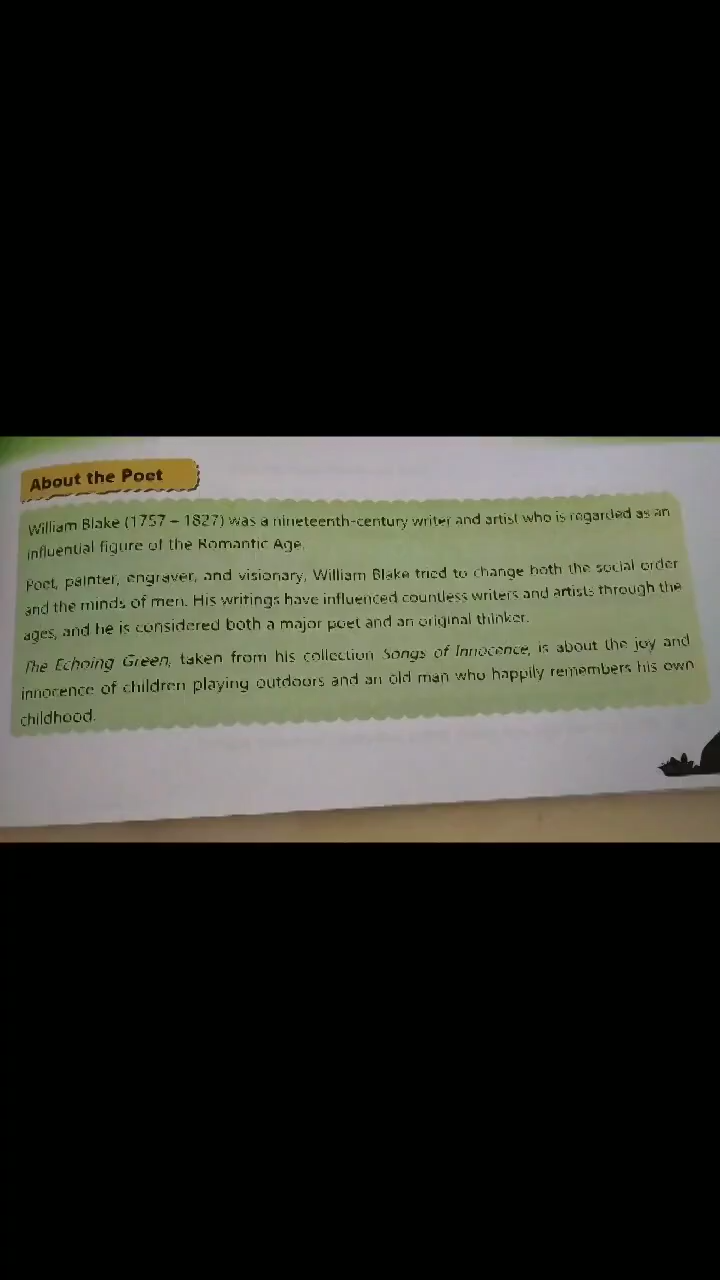 About the Poet
William Blake (1757 – 1827) was a nineteenth-century writer and artist who is regarded as an
influential figure of the Romantic Age.
Poet, painter, engraver, and visionary, William Blake tried to change both the social order
and the minds of men. His writings have influenced countless writers and artists through the
ages, and he is considered both a major poet and an original thinker.
The Echoing Green, taken from his collection Songs of Innocence, is about the joy and
innocence of children playing outdoors and an old man who happily remembers his own
childhood.